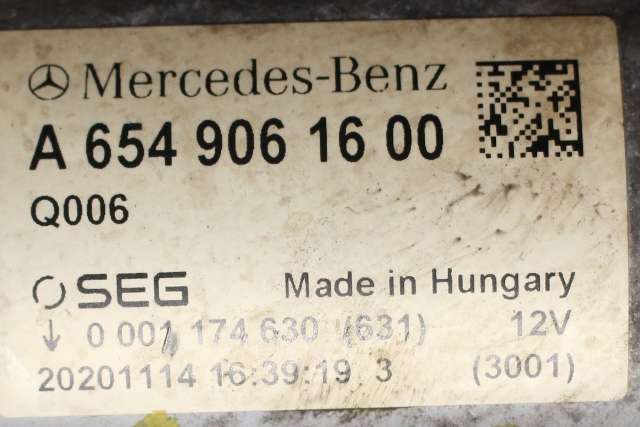 Mercedes-Benz
A 654 906 16 00
Q006
SEG Made in Hungary
↓ 0 001 174 630 (631) 12V
20201114 16:39:19 3 (3001)